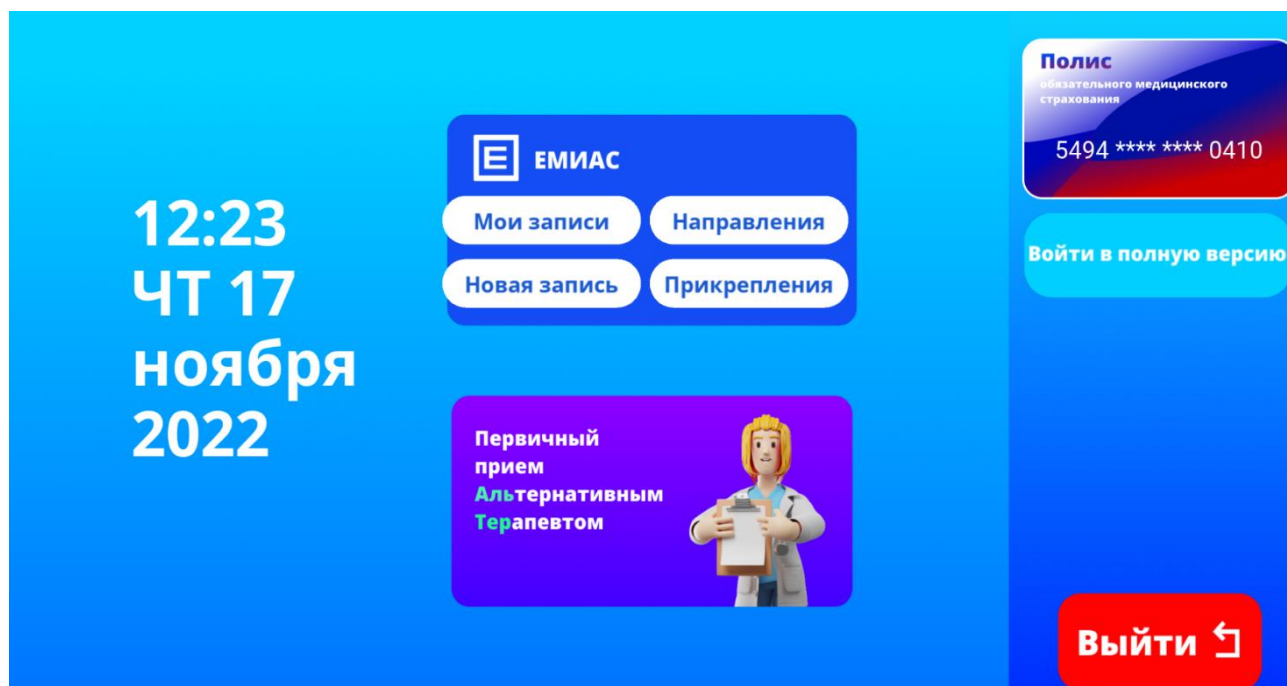 12:23
ЧТ 17
ноября
2022
E ЕМИАС
Мои записи
Направления
Новая запись
Прикрепления
Первичный
прием
Альтернативным
Терапевтом
Полис
обязательного медицинского
страхования
5494 **** **** 0410
Войти в полную версию
Выйти